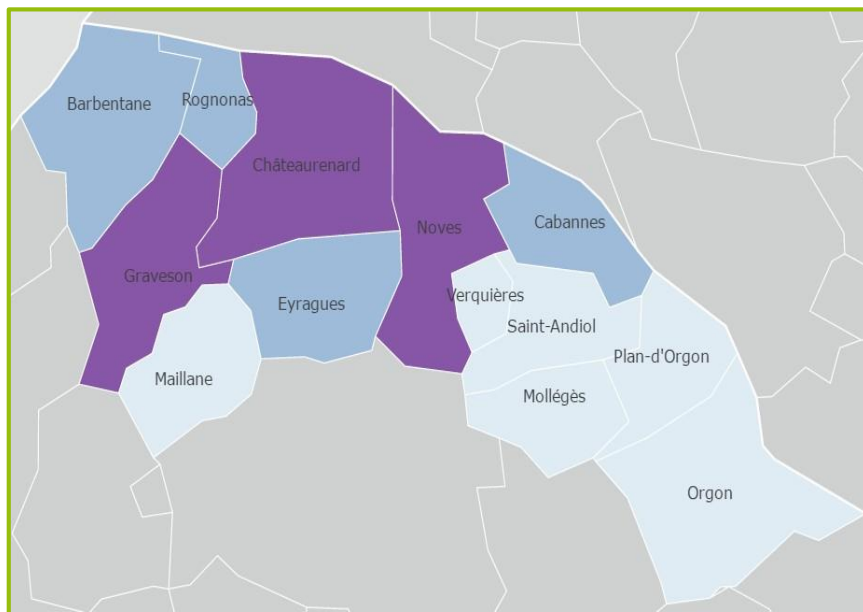 Barbentane
Rognonas
Châteaurenard
Noves
Cabannes
Graveson
Eyragues
Verquières
Saint-Andiol
Maillane
Plan-d'Orgon
Mollégès
Orgon